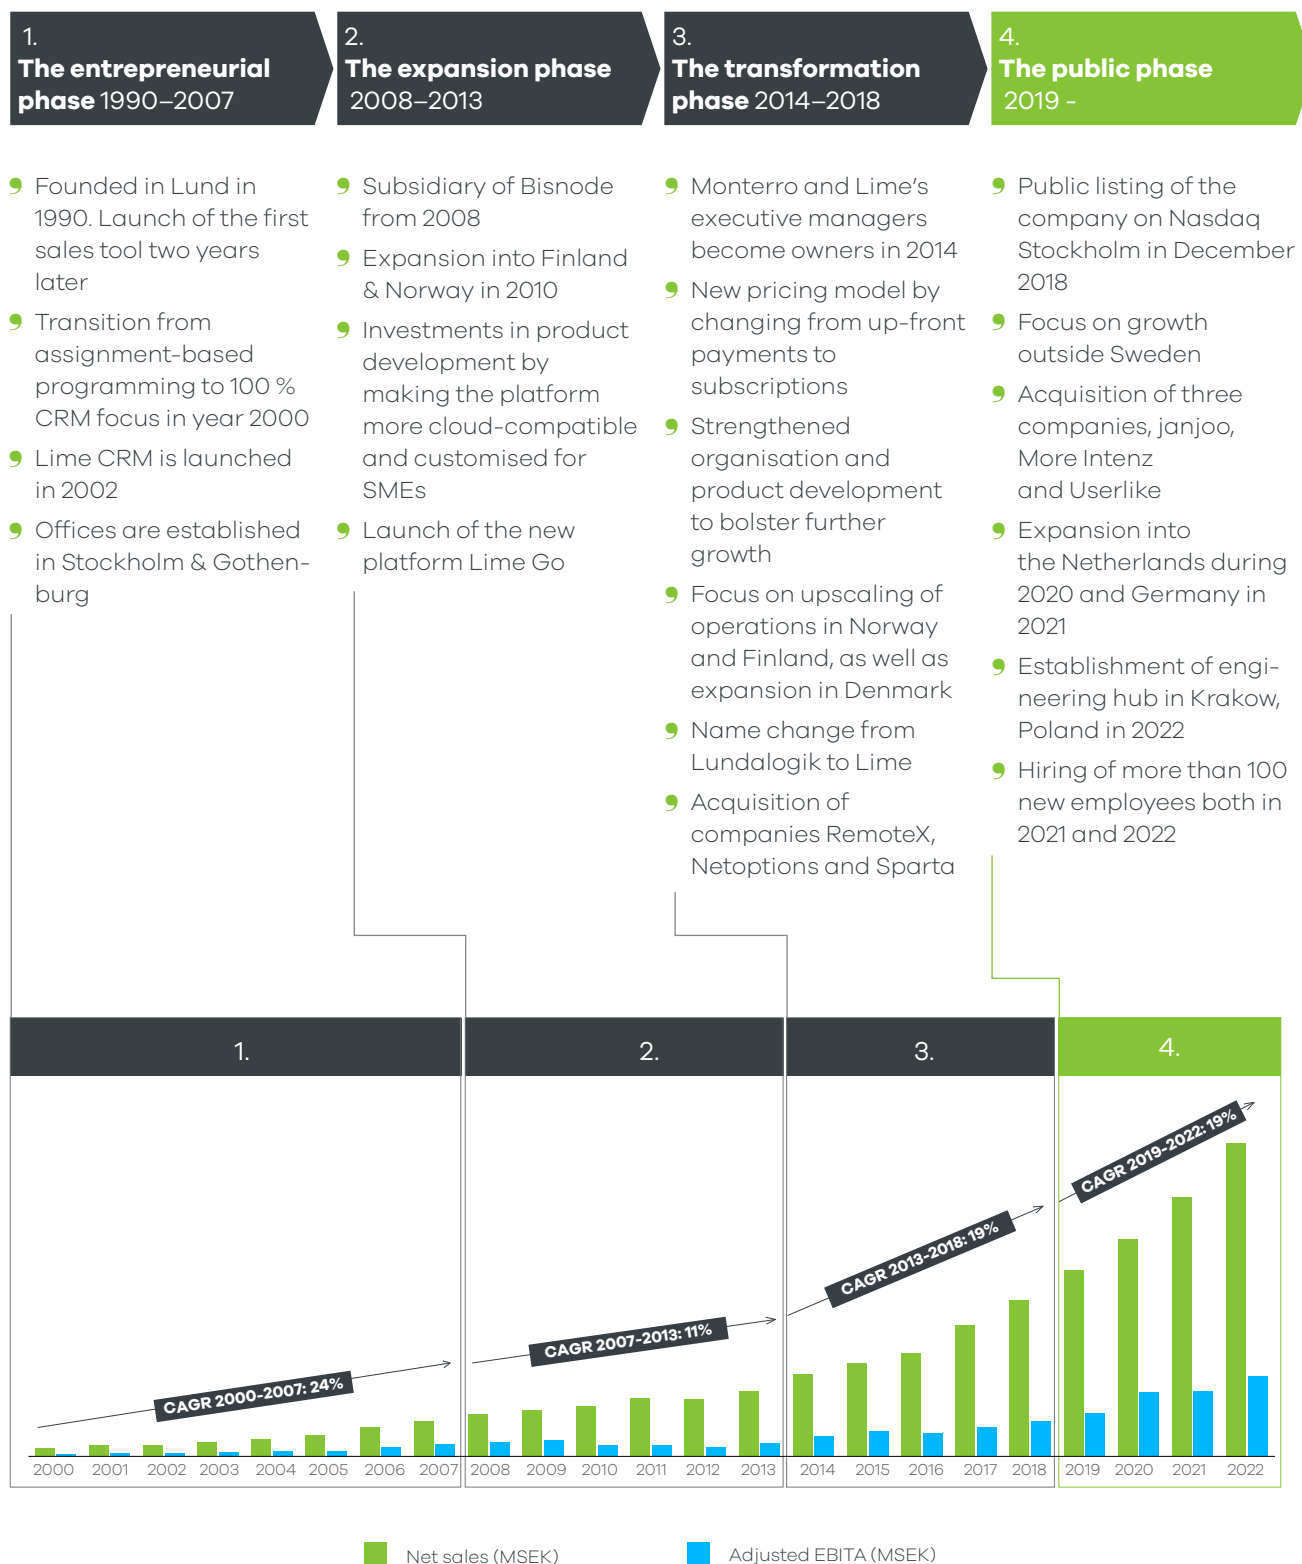 1.
The entrepreneurial
phase 1990–2007
2.
The expansion phase
2008–2013
3.
The transformation
phase 2014–2018
4.
The public phase
2019 -
Founded in Lund in
1990. Launch of the first
sales tool two years
later
Transition from
assignment-based
programming to 100 %
CRM focus in year 2000
Lime CRM is launched
in 2002
Offices are established
in Stockholm & Gothen-
burg
Subsidiary of Bisnode
from 2008
Expansion into Finland
& Norway in 2010
Investments in product
development by
making the platform
more cloud-compatible
and customised for
SMEs
Launch of the new
platform Lime Go
Monterro and Lime’s
executive managers
become owners in 2014
New pricing model by
changing from up-front
payments to
subscriptions
Strengthened
organisation and
product development
to bolster further
growth
Focus on upscaling of
operations in Norway
and Finland, as well as
expansion in Denmark
Name change from
Lundalogik to Lime
Acquisition of
companies RemoteX,
Netoptions and Sparta
Public listing of the
company on Nasdaq
Stockholm in December
2018
Focus on growth
outside Sweden
Acquisition of three
companies, janjoo,
More Intenz
and Userlike
Expansion into
the Netherlands during
2020 and Germany in
2021
Establishment of engi-
neering hub in Krakow,
Poland in 2022
Hiring of more than 100
new employees both in
2021 and 2022
1.
2.
3.
4.
CAGR 2000-2007: 24%
CAGR 2007-2013: 11%
CAGR 2013-2018: 19%
CAGR 2019-2022: 19%
2000 2001 2002 2003 2004 2005 2006 2007 2008 2009 2010 2011 2012 2013 2014 2015 2016 2017 2018 2019 2020 2021 2022
Net sales (MSEK)
Adjusted EBITA (MSEK)